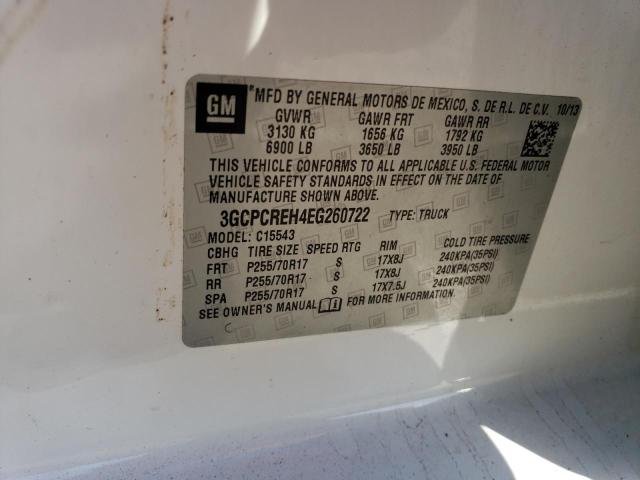 GM *MFD BY GENERAL MOTORS DE MEXICO, S. DE R.L. DE C.V. 10/13
GVWR GAWR FRT GAWR RR
3130 KG 1656 KG 1792 KG
6900 LB 3650 LB 3950 LB
THIS VEHICLE CONFORMS TO ALL APPLICABLE U.S. FEDERAL MOTOR
VEHICLE SAFETY STANDARDS IN EFFECT ON THE DATE OF
MANUFACTURE SHOWN ABOVE.
3GCPCREH4EG260722 TYPE: TRUCK
MODEL: C15543
CBHG TIRE SIZE SPEED RTG RIM COLD TIRE PRESSURE
FRT P255/70R17 S 17X8J 240KPA(35PSI)
RR P255/70R17 S 17X8J 240KPA(35PSI)
SPA P255/70R17 S 17X7.5J 240KPA(35PSI)
SEE OWNER'S MANUAL FOR MORE INFORMATION.
C